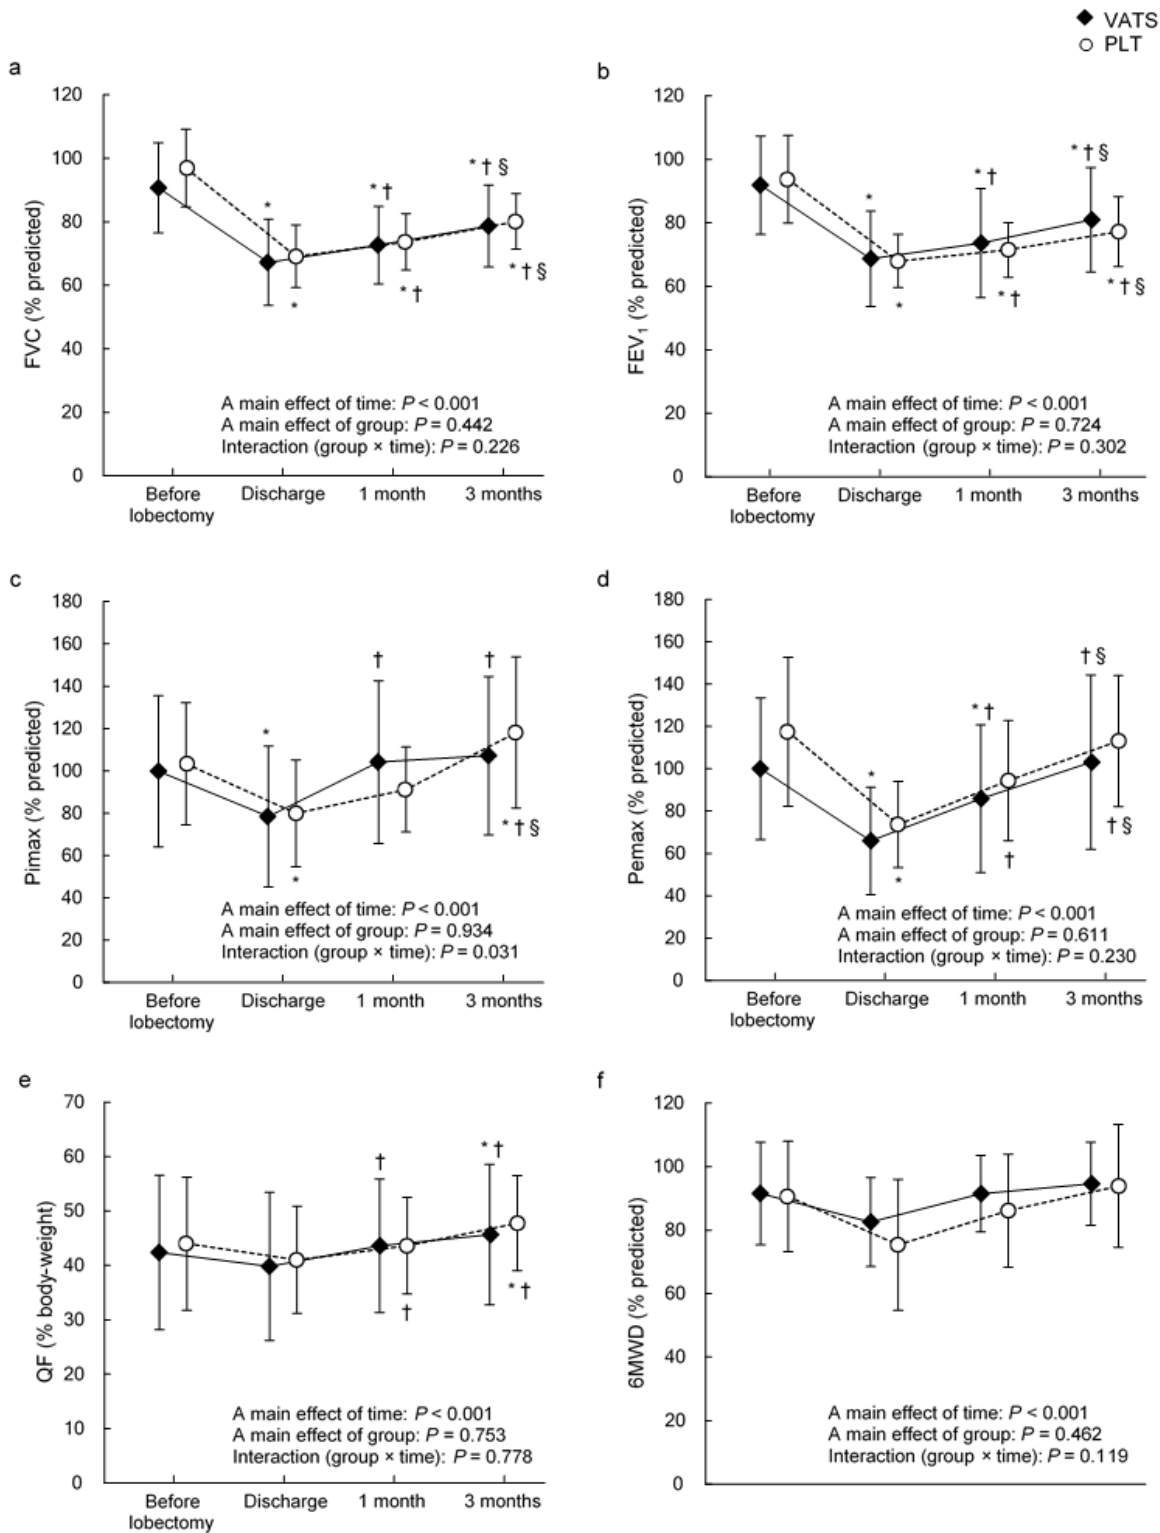 VATS
PLT
a
120
100
80
60
40
20
0
FVC (% predicted)
*
*
* †
* †
* † §
* † §
A main effect of time: P < 0.001
A main effect of group: P = 0.442
Interaction (group × time): P = 0.226
Before lobectomy
Discharge
1 month
3 months
b
120
100
80
60
40
20
0
FEV1 (% predicted)
*
*
* †
* †
* † §
* † §
A main effect of time: P < 0.001
A main effect of group: P = 0.724
Interaction (group × time): P = 0.302
Before lobectomy
Discharge
1 month
3 months
c
180
160
140
120
100
80
60
40
20
0
Pimax (% predicted)
*
*
†
†
* † §
A main effect of time: P < 0.001
A main effect of group: P = 0.934
Interaction (group × time): P = 0.031
Before lobectomy
Discharge
1 month
3 months
d
180
160
140
120
100
80
60
40
20
0
Pemax (% predicted)
*
*
* †
†
† §
† §
A main effect of time: P < 0.001
A main effect of group: P = 0.611
Interaction (group × time): P = 0.230
Before lobectomy
Discharge
1 month
3 months
e
70
60
50
40
30
20
10
0
QF (% body-weight)
†
†
* †
* †
A main effect of time: P < 0.001
A main effect of group: P = 0.753
Interaction (group × time): P = 0.778
Before lobectomy
Discharge
1 month
3 months
f
120
100
80
60
40
20
0
6MWD (% predicted)
A main effect of time: P < 0.001
A main effect of group: P = 0.462
Interaction (group × time): P = 0.119